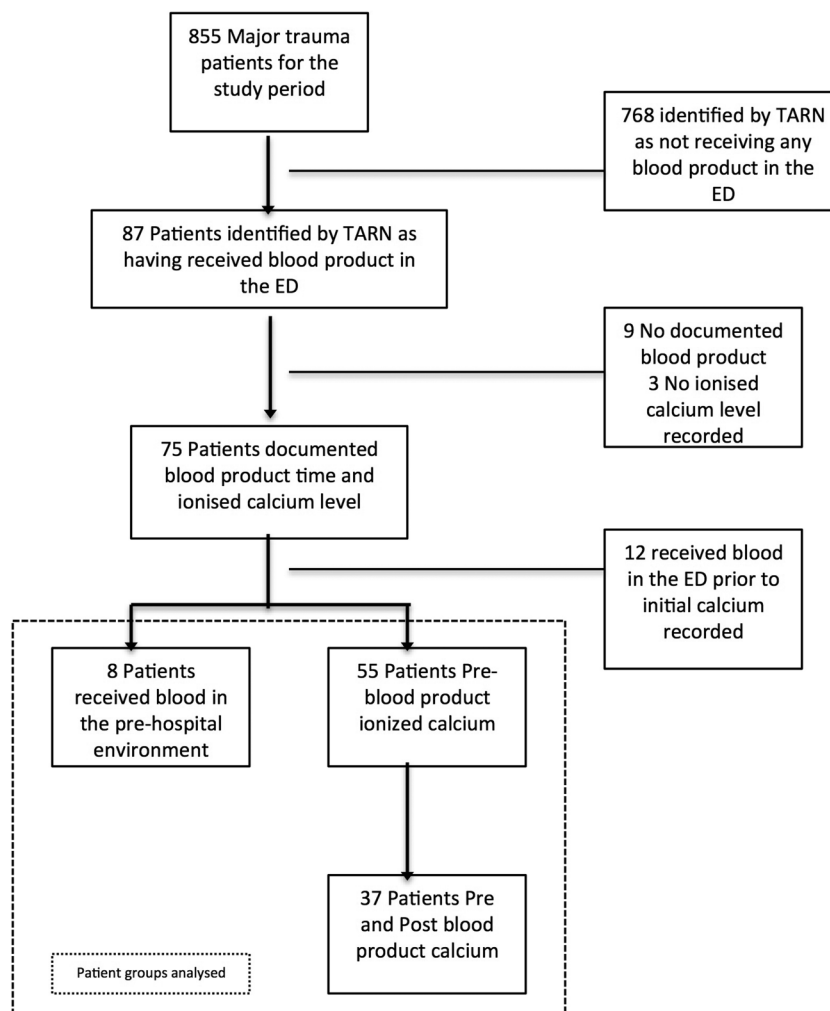 855 Major trauma
patients for the
study period
768 identified by TARN
as not receiving any
blood product in the
ED
87 Patients identified by TARN as
having received blood product in
the ED
9 No documented
blood product
3 No ionised
calcium level
recorded
75 Patients documented
blood product time and
ionised calcium level
12 received blood
in the ED prior to
initial calcium
recorded
8 Patients
received blood in
the pre-hospital
environment
55 Patients Pre-
blood product
ionized calcium
37 Patients Pre
and Post blood
product calcium
Patient groups analysed